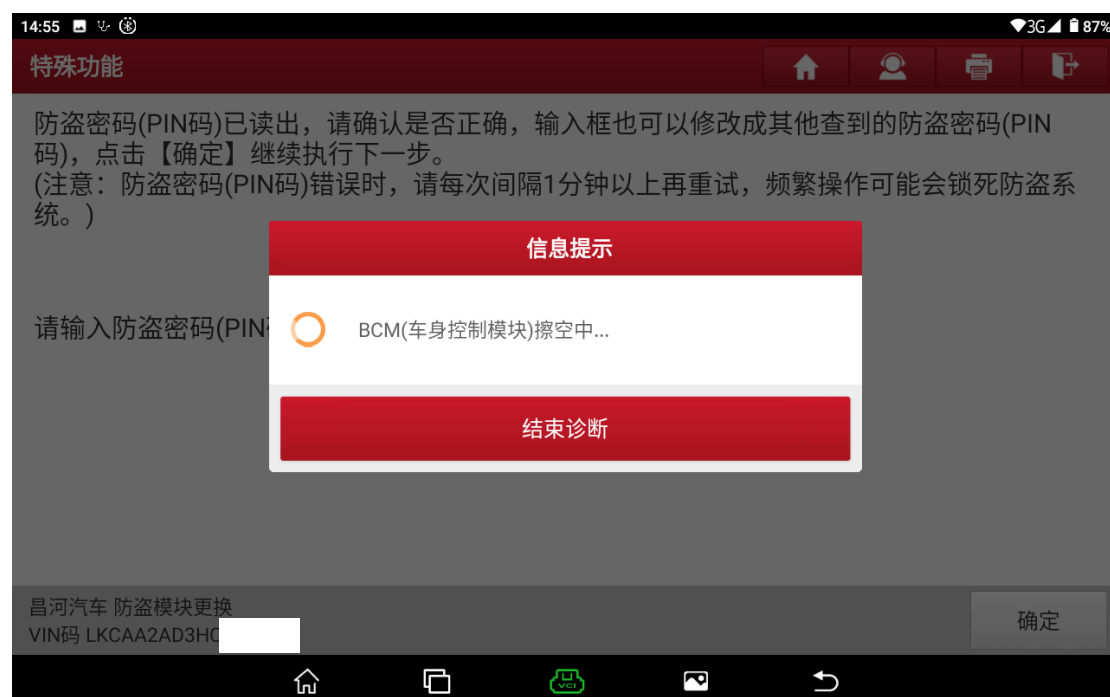 14:55
3G
87%
特殊功能
防盗密码(PIN码)已读出，请确认是否正确，输入框也可以修改成其他查到的防盗密码(PIN
码)，点击【确定】继续执行下一步。
(注意：防盗密码(PIN码)错误时，请每次间隔1分钟以上再重试，频繁操作可能会锁死防盗系
统。)
信息提示
请输入防盗密码(PIN
BCM(车身控制模块)擦空中...
结束诊断
昌河汽车 防盗模块更换
VIN码 LKCAA2AD3HC
确定
VCI